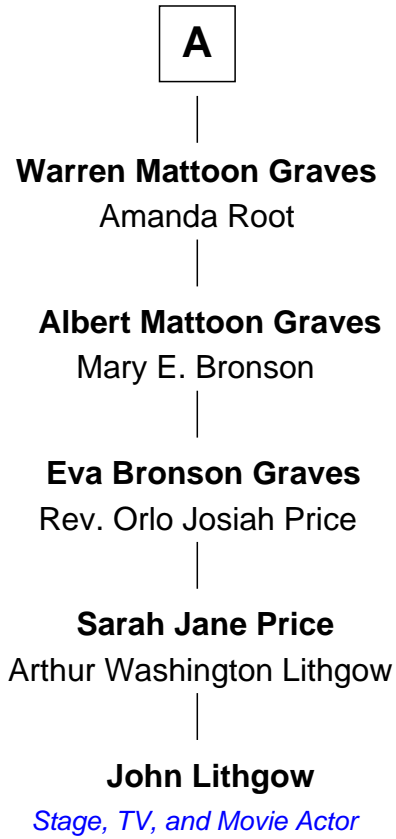 A
Warren Mattoon Graves
Amanda Root
Albert Mattoon Graves
Mary E. Bronson
Eva Bronson Graves
Rev. Orlo Josiah Price
Sarah Jane Price
Arthur Washington Lithgow
John Lithgow
Stage, TV, and Movie Actor